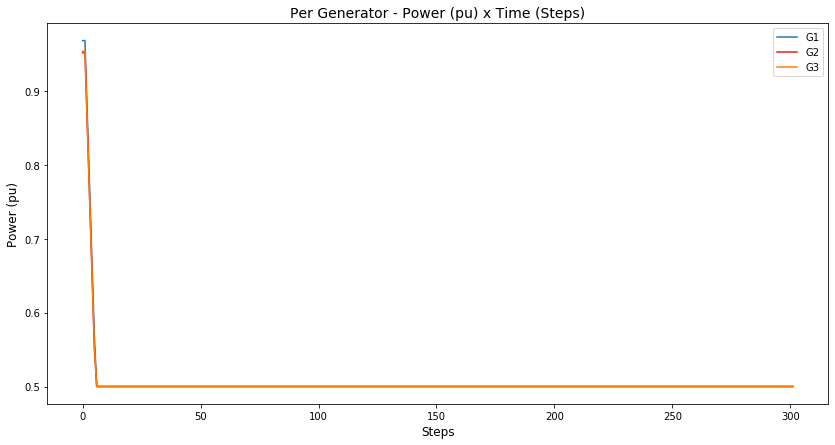 Per Generator - Power (pu) x Time (Steps)
G1
G2
G3
Power (pu)
0.9
0.8
0.7
0.6
0.5
0
50
100
150
200
250
300
Steps